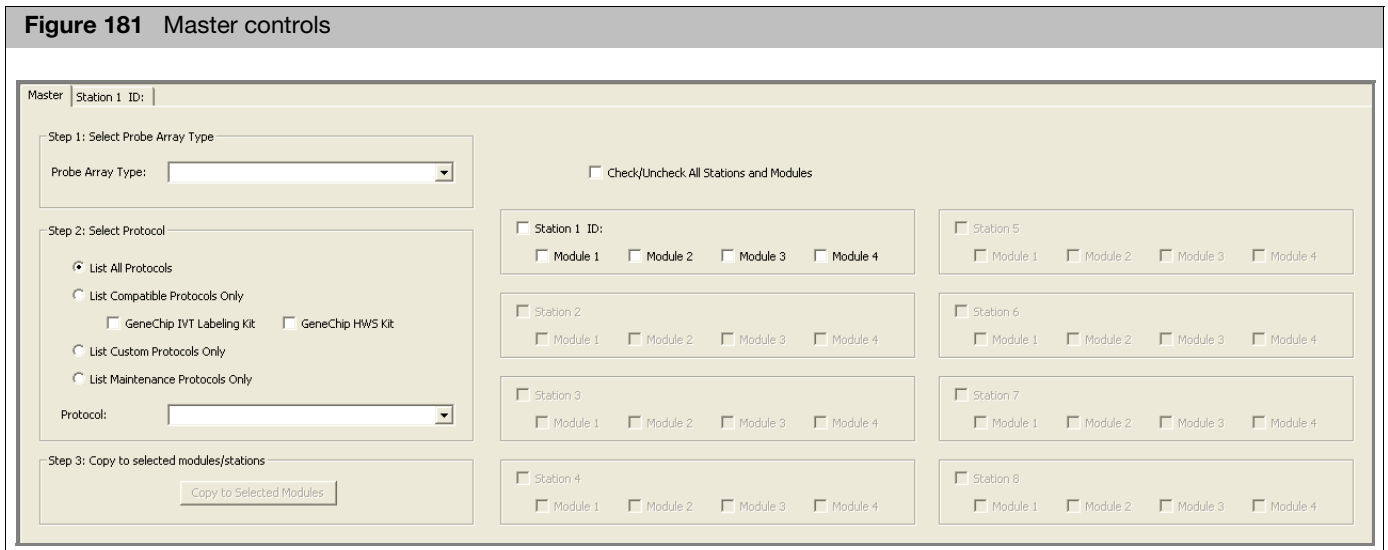 Figure 181 Master controls
Master Station 1 ID:
Step 1: Select Probe Array Type
Probe Array Type:
Step 2: Select Protocol
List All Protocols
List Compatible Protocols Only
GeneChip IVT Labeling Kit GeneChip HWS Kit
List Custom Protocols Only
List Maintenance Protocols Only
Protocol:
Step 3: Copy to selected modules/stations
Copy to Selected Modules
Check/Uncheck All Stations and Modules
Station 1 ID:
Module 1 Module 2 Module 3 Module 4
Station 2
Module 1 Module 2 Module 3 Module 4
Station 3
Module 1 Module 2 Module 3 Module 4
Station 4
Module 1 Module 2 Module 3 Module 4
Station 5
Module 1 Module 2 Module 3 Module 4
Station 6
Module 1 Module 2 Module 3 Module 4
Station 7
Module 1 Module 2 Module 3 Module 4
Station 8
Module 1 Module 2 Module 3 Module 4